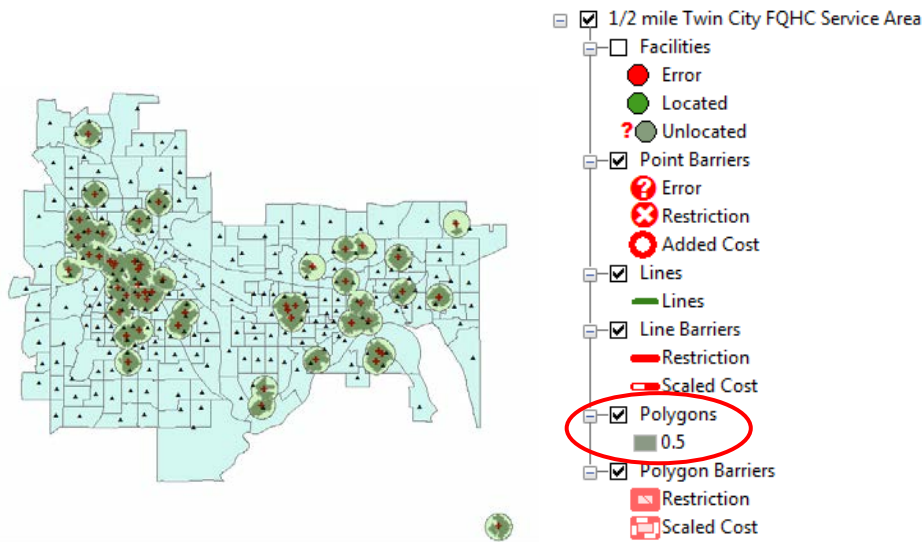 1/2 mile Twin City FQHC Service Area
Facilities
Error
Located
? Unlocated
Point Barriers
? Error
Restriction
Added Cost
Lines
Lines
Line Barriers
Restriction
Scaled Cost
Polygons
0.5
Polygon Barriers
Restriction
Scaled Cost